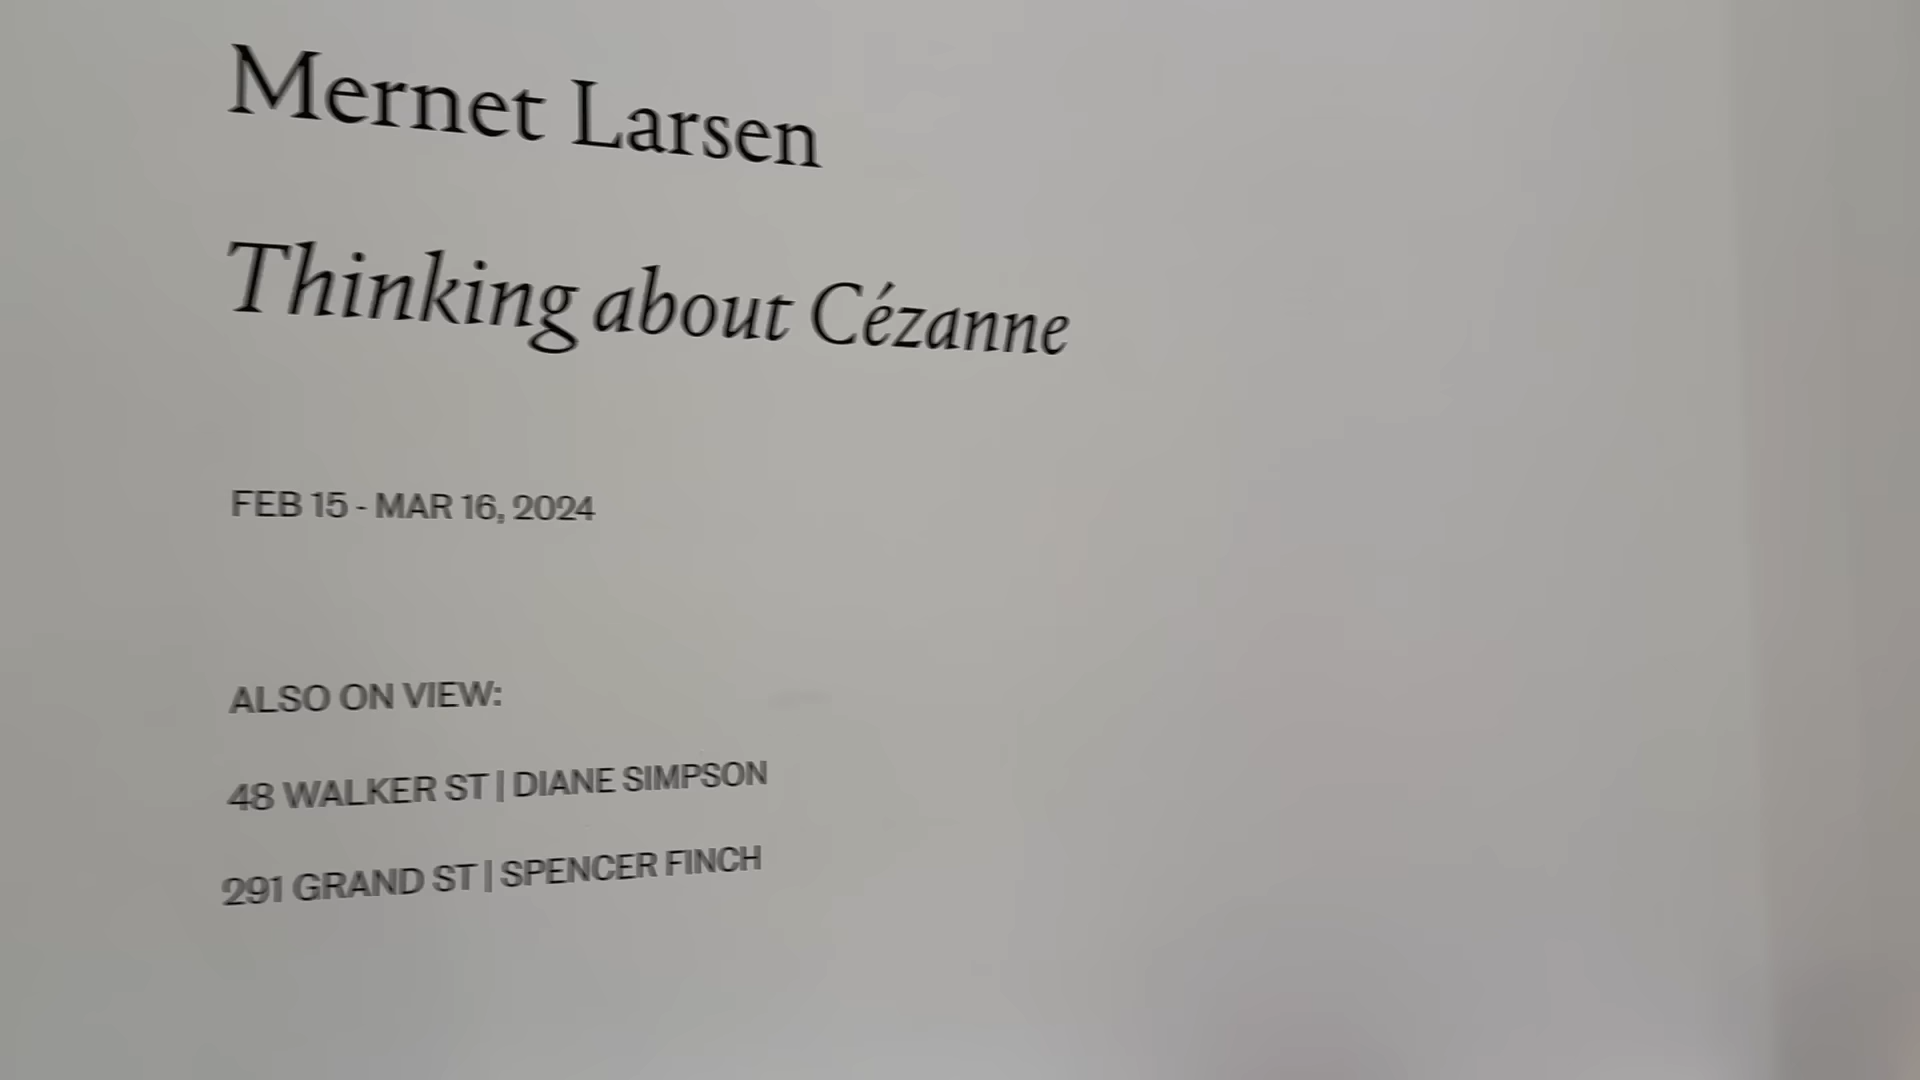 Mernet Larsen
Thinking about Cézanne
FEB 15 - MAR 16, 2024
ALSO ON VIEW:
48 WALKER ST | DIANE SIMPSON
291 GRAND ST | SPENCER FINCH